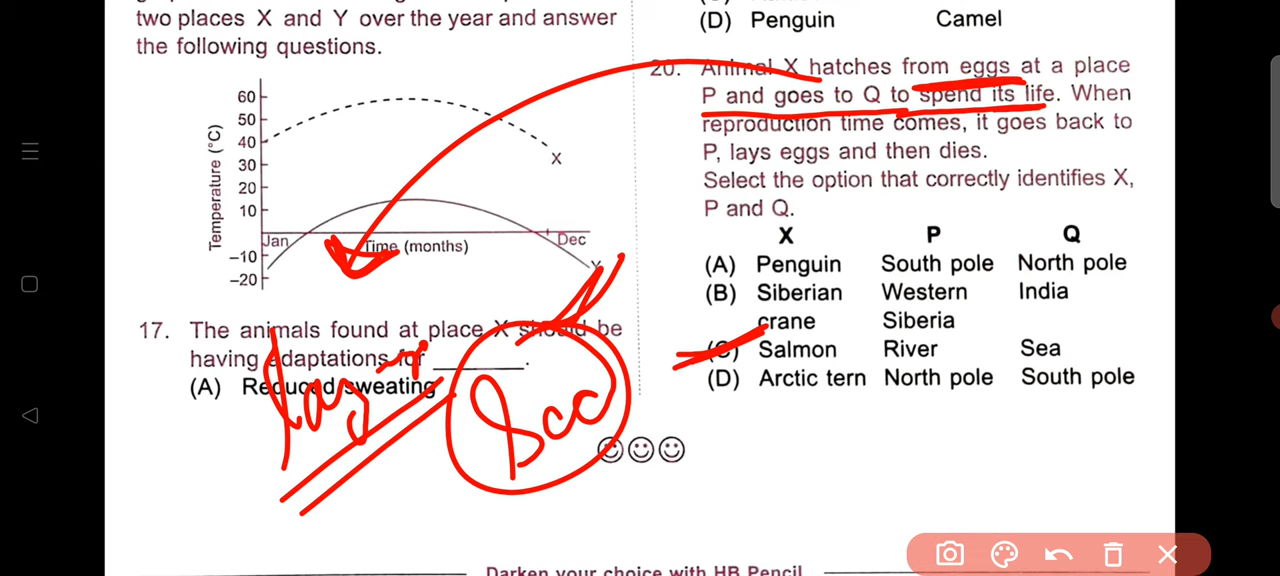 two places X and Y over the year and answer
the following questions.
60
50
40
30
20
10
-10
-20
Temperature (°C)
Jan
Time (months)
Dec
X
Y
17. The animals found at place X should be
having adaptations for ______.
(A) Reduced sweating
Sea
(D) Penguin Camel
20. Animal X hatches from eggs at a place
P and goes to Q to spend its life. When
reproduction time comes, it goes back to
P, lays eggs and then dies.
Select the option that correctly identifies X,
P and Q.
X P Q
(A) Penguin South pole North pole
(B) Siberian Western India
crane Siberia
(C) Salmon River Sea
(D) Arctic tern North pole South pole
Darken your choice with HB Pencil